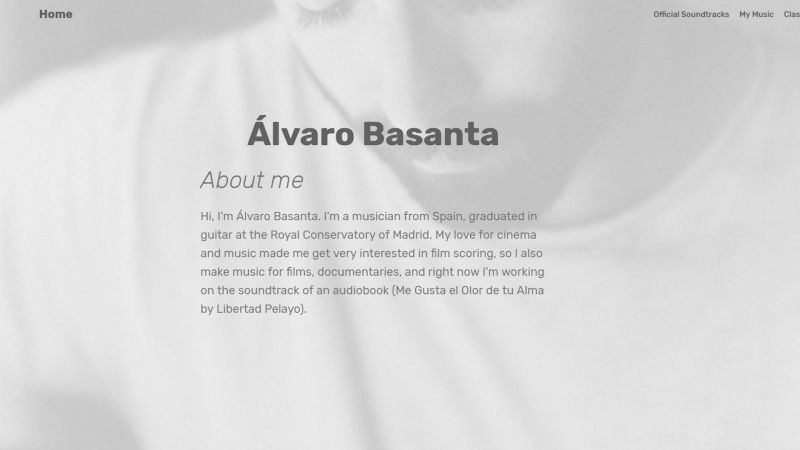 Home
Official Soundtracks My Music
Álvaro Basanta
About me
Hi, I'm Álvaro Basanta. I'm a musician from Spain, graduated in
guitar at the Royal Conservatory of Madrid. My love for cinema
and music made me get very interested in film scoring, so I also
make music for films, documentaries, and right now I'm working
on the soundtrack of an audiobook (Me Gusta el Olor de tu Alma
by Libertad Pelayo).